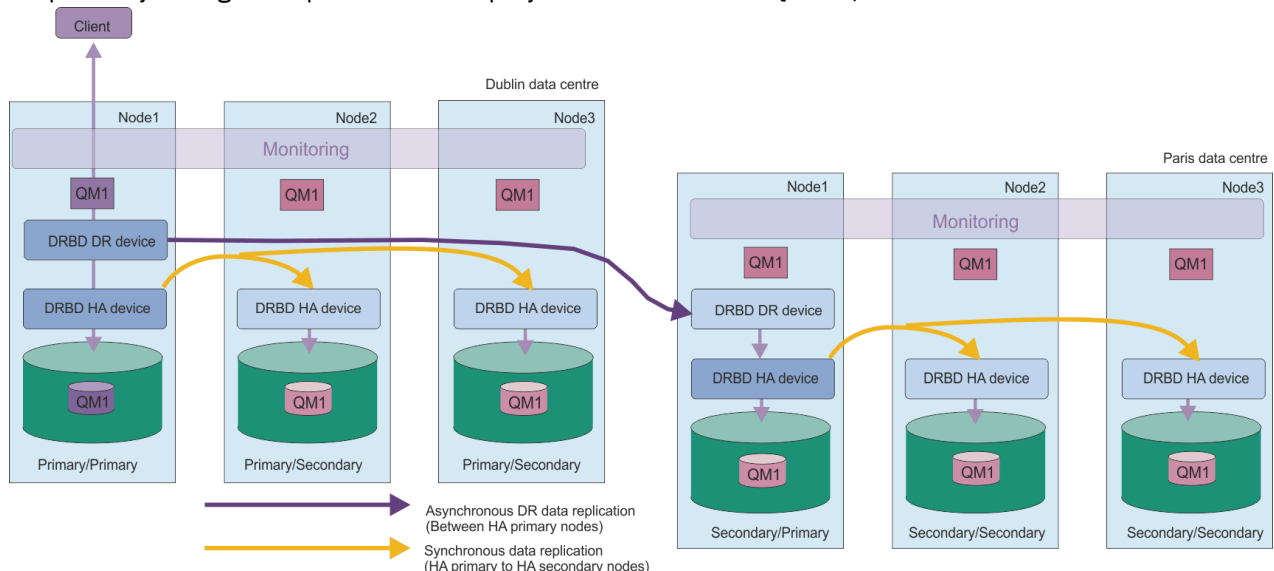 Client
Dublin data centre
Node1
Node2
Node3
Monitoring
QM1
QM1
QM1
DRBD DR device
DRBD HA device
DRBD HA device
DRBD HA device
QM1
QM1
QM1
Primary/Primary
Primary/Secondary
Primary/Secondary
Paris data centre
Node1
Node2
Node3
Monitoring
QM1
QM1
QM1
DRBD DR device
DRBD HA device
DRBD HA device
DRBD HA device
QM1
QM1
QM1
Secondary/Primary
Secondary/Secondary
Secondary/Secondary
Asynchronous DR data replication
(Between HA primary nodes)
Synchronous data replication
(HA primary to HA secondary nodes)